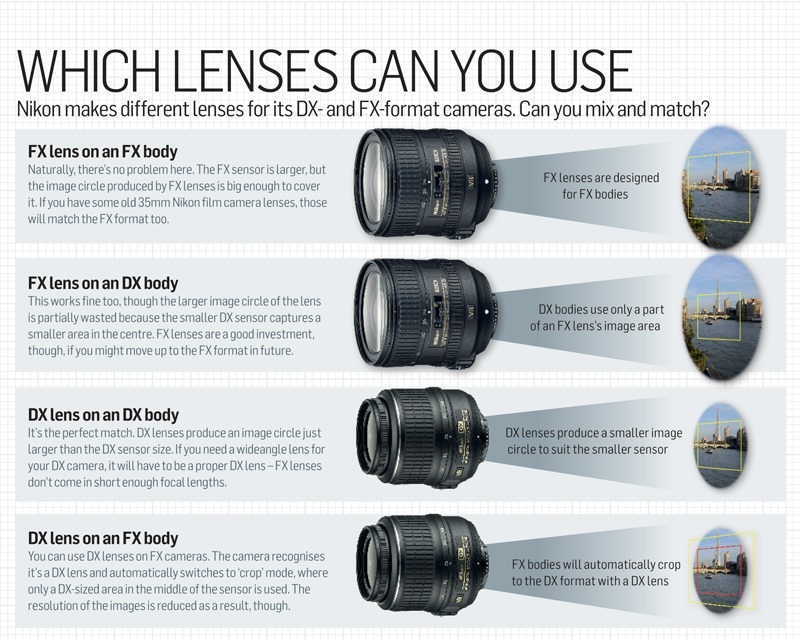 WHICH LENSES CAN YOU USE
Nikon makes different lenses for its DX- and FX-format cameras. Can you mix and match?
FX lens on an FX body
Naturally, there's no problem here. The FX sensor is larger, but
the image circle produced by FX lenses is big enough to cover
it. If you have some old 35mm Nikon film camera lenses, those
will match the FX format too.
FX lenses are designed
for FX bodies
FX lens on an DX body
This works fine too, though the larger image circle of the lens
is partially wasted because the smaller DX sensor captures a
smaller area in the centre. FX lenses are a good investment,
though, if you might move up to the FX format in future.
DX bodies use only a part
of an FX lens's image area
DX lens on an DX body
It's the perfect match. DX lenses produce an image circle just
larger than the DX sensor size. If you need a wideangle lens for
your DX camera, it will have to be a proper DX lens – FX lenses
don't come in short enough focal lengths.
DX lenses produce a smaller image
circle to suit the smaller sensor
DX lens on an FX body
You can use DX lenses on FX cameras. The camera recognises
it's a DX lens and automatically switches to 'crop' mode, where
only a DX-sized area in the middle of the sensor is used. The
resolution of the images is reduced as a result, though.
FX bodies will automatically crop
to the DX format with a DX lens